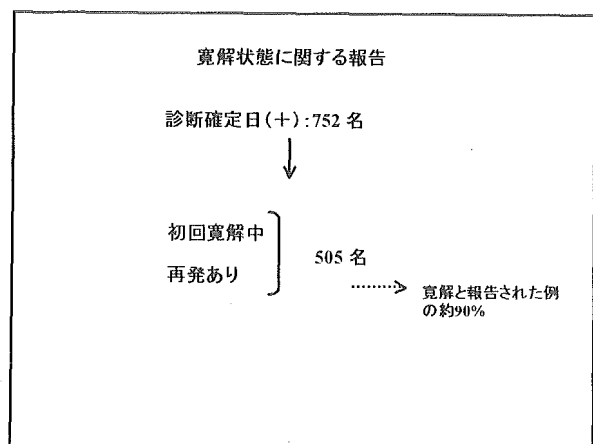 寛解状態に関する報告
診断確定日(+):752 名
初回寛解中
505 名
再発あり
寛解と報告された例
の約90%